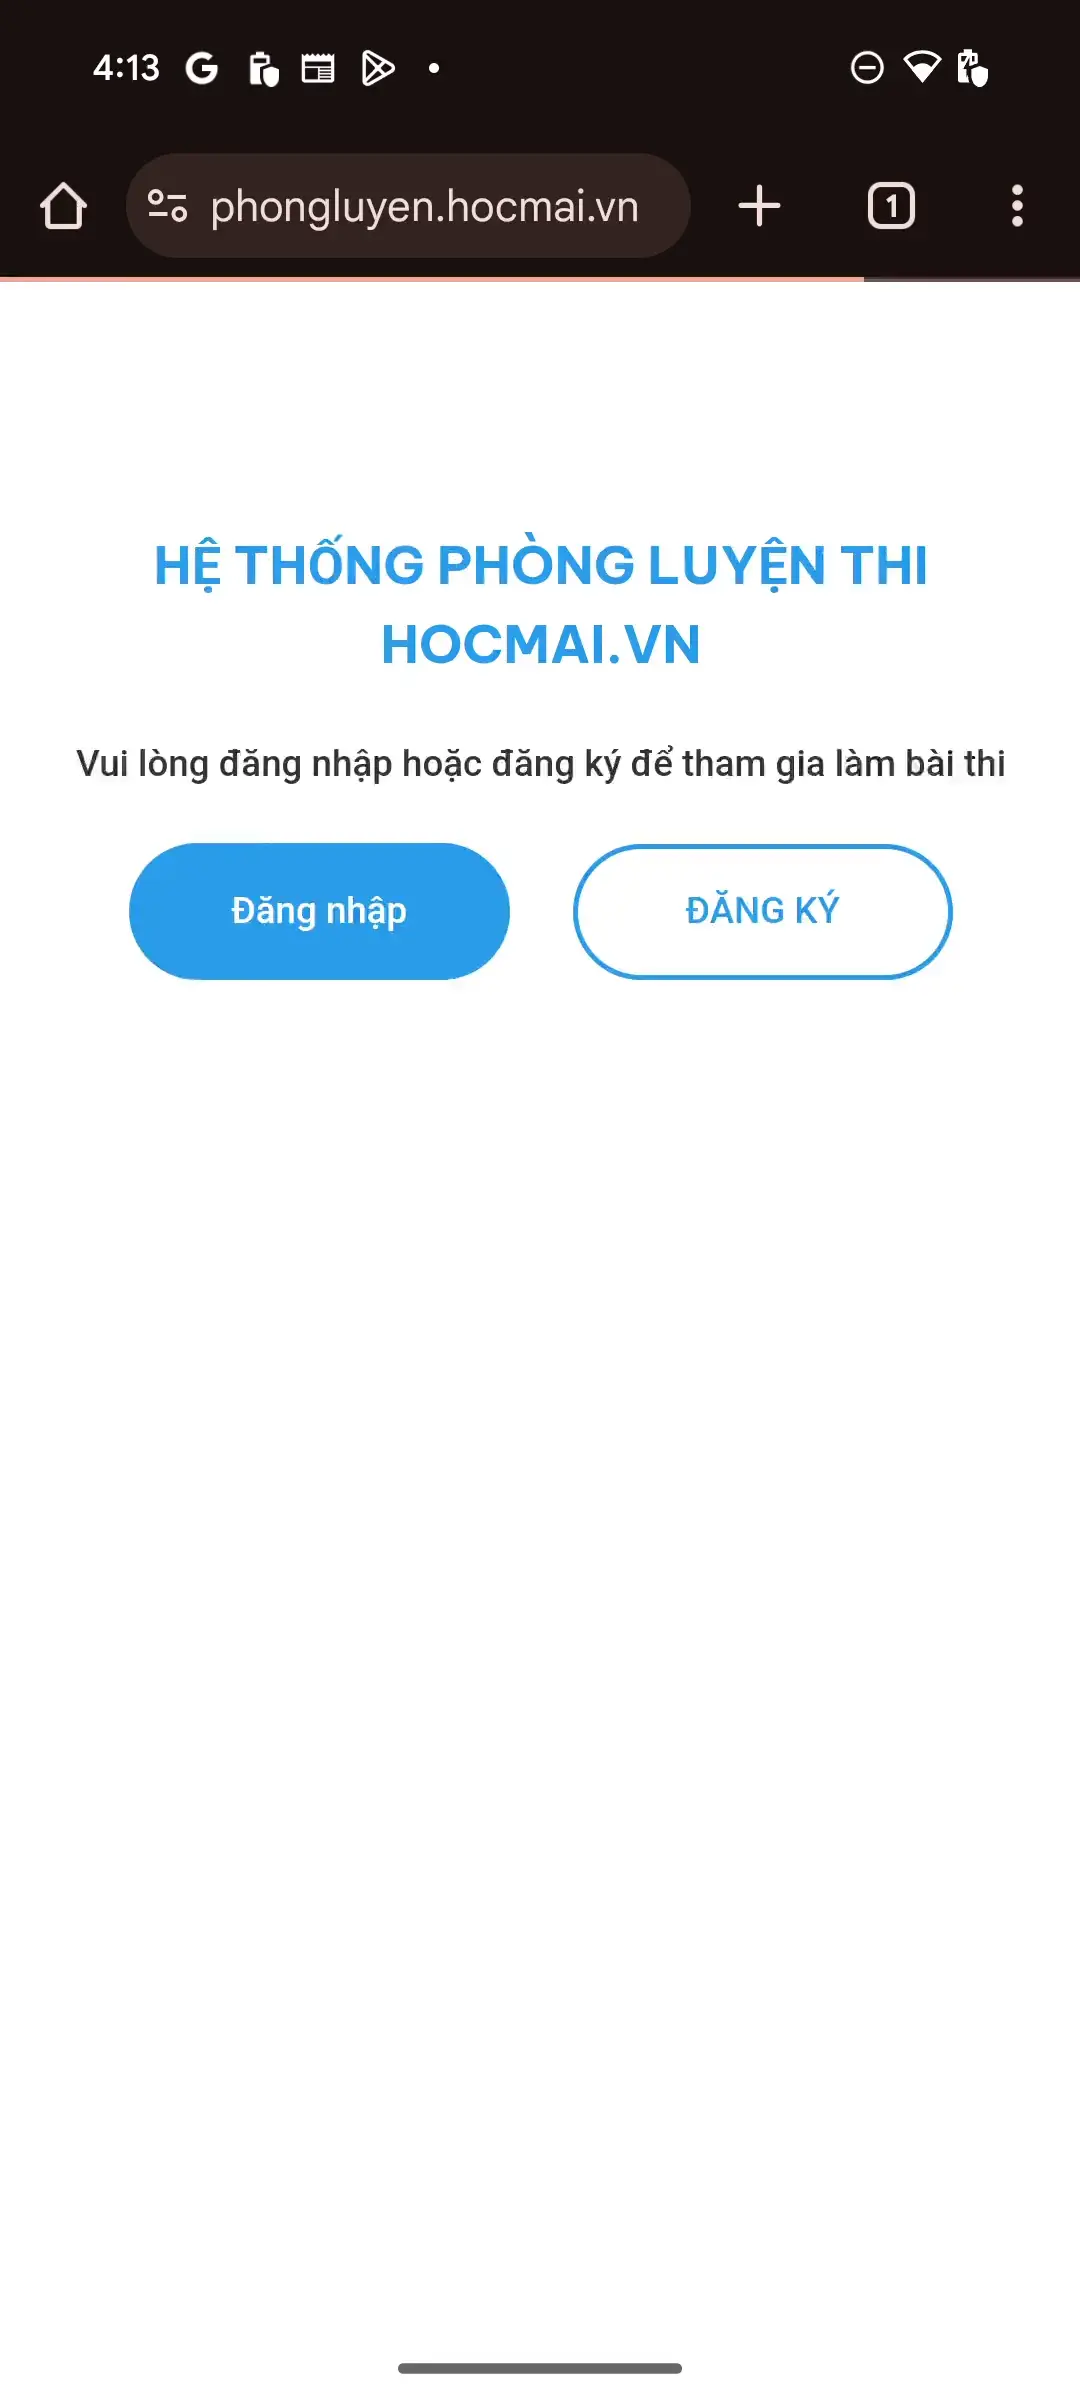 4:13
phongluyen.hocmai.vn
1
HỆ THỐNG PHÒNG LUYỆN THI
HOCMAI.VN
Vui lòng đăng nhập hoặc đăng ký để tham gia làm bài thi
Đăng nhập
ĐĂNG KÝ